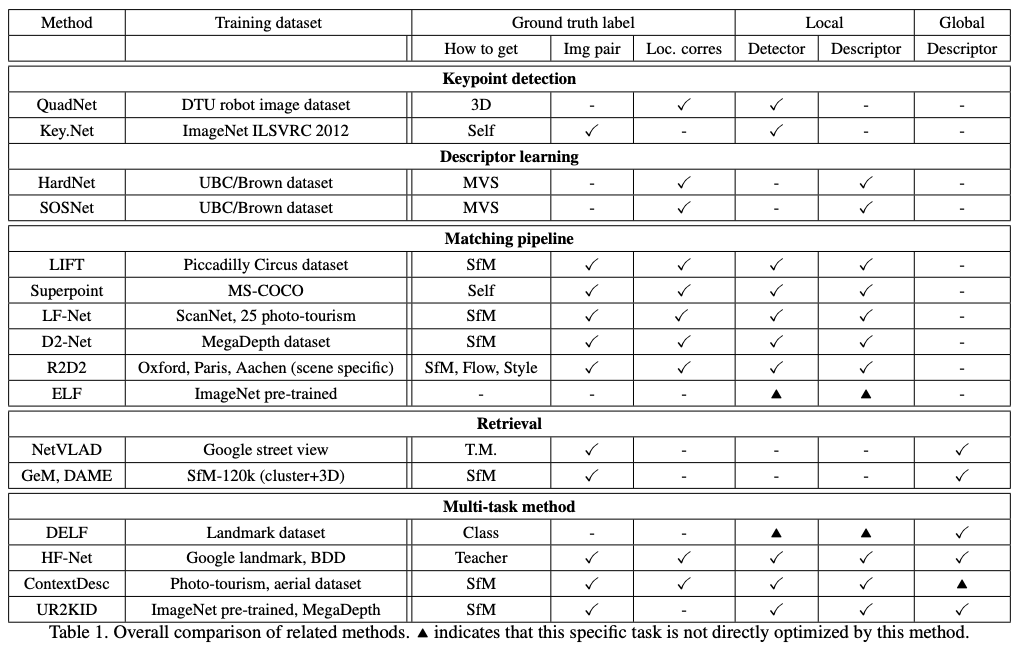 Method Training dataset Ground truth label Local Global
How to get Img pair Loc. corres Detector Descriptor Descriptor
Keypoint detection
QuadNet DTU robot image dataset 3D - ✓ ✓ - -
Key.Net ImageNet ILSVRC 2012 Self ✓ - ✓ - -
Descriptor learning
HardNet UBC/Brown dataset MVS - ✓ - ✓ -
SOSNet UBC/Brown dataset MVS - ✓ - ✓ -
Matching pipeline
LIFT Piccadilly Circus dataset SfM ✓ ✓ ✓ ✓ -
Superpoint MS-COCO Self ✓ ✓ ✓ ✓ -
LF-Net ScanNet, 25 photo-tourism SfM ✓ ✓ ✓ ✓ -
D2-Net MegaDepth dataset SfM ✓ ✓ ✓ ✓ -
R2D2 Oxford, Paris, Aachen (scene specific) SfM, Flow, Style ✓ ✓ ✓ ✓ -
ELF ImageNet pre-trained - - - ▲ ▲ -
Retrieval
NetVLAD Google street view T.M. ✓ - - - ✓
GeM, DAME SfM-120k (cluster+3D) SfM ✓ - - - ✓
Multi-task method
DELF Landmark dataset Class - - ▲ ▲ ✓
HF-Net Google landmark, BDD Teacher ✓ ✓ ✓ ✓ ✓
ContextDesc Photo-tourism, aerial dataset SfM ✓ ✓ ✓ ✓ ▲
UR2KID ImageNet pre-trained, MegaDepth SfM ✓ - ✓ ✓ ✓
Table 1. Overall comparison of related methods. ▲ indicates that this specific task is not directly optimized by this method.